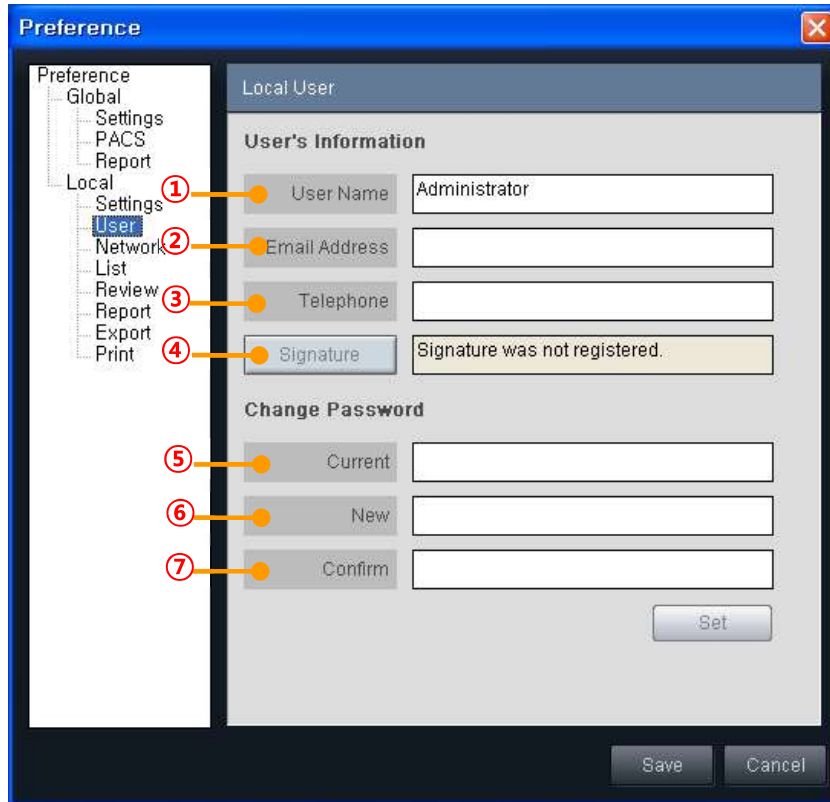 Preference
Preference
Global
Settings
PACS
Report
Local
Settings
User
Network
List
Review
Report
Export
Print
Local User
User's Information
① User Name Administrator
② Email Address
③ Telephone
④ Signature Signature was not registered.
Change Password
⑤ Current
⑥ New
⑦ Confirm
Set
Save Cancel